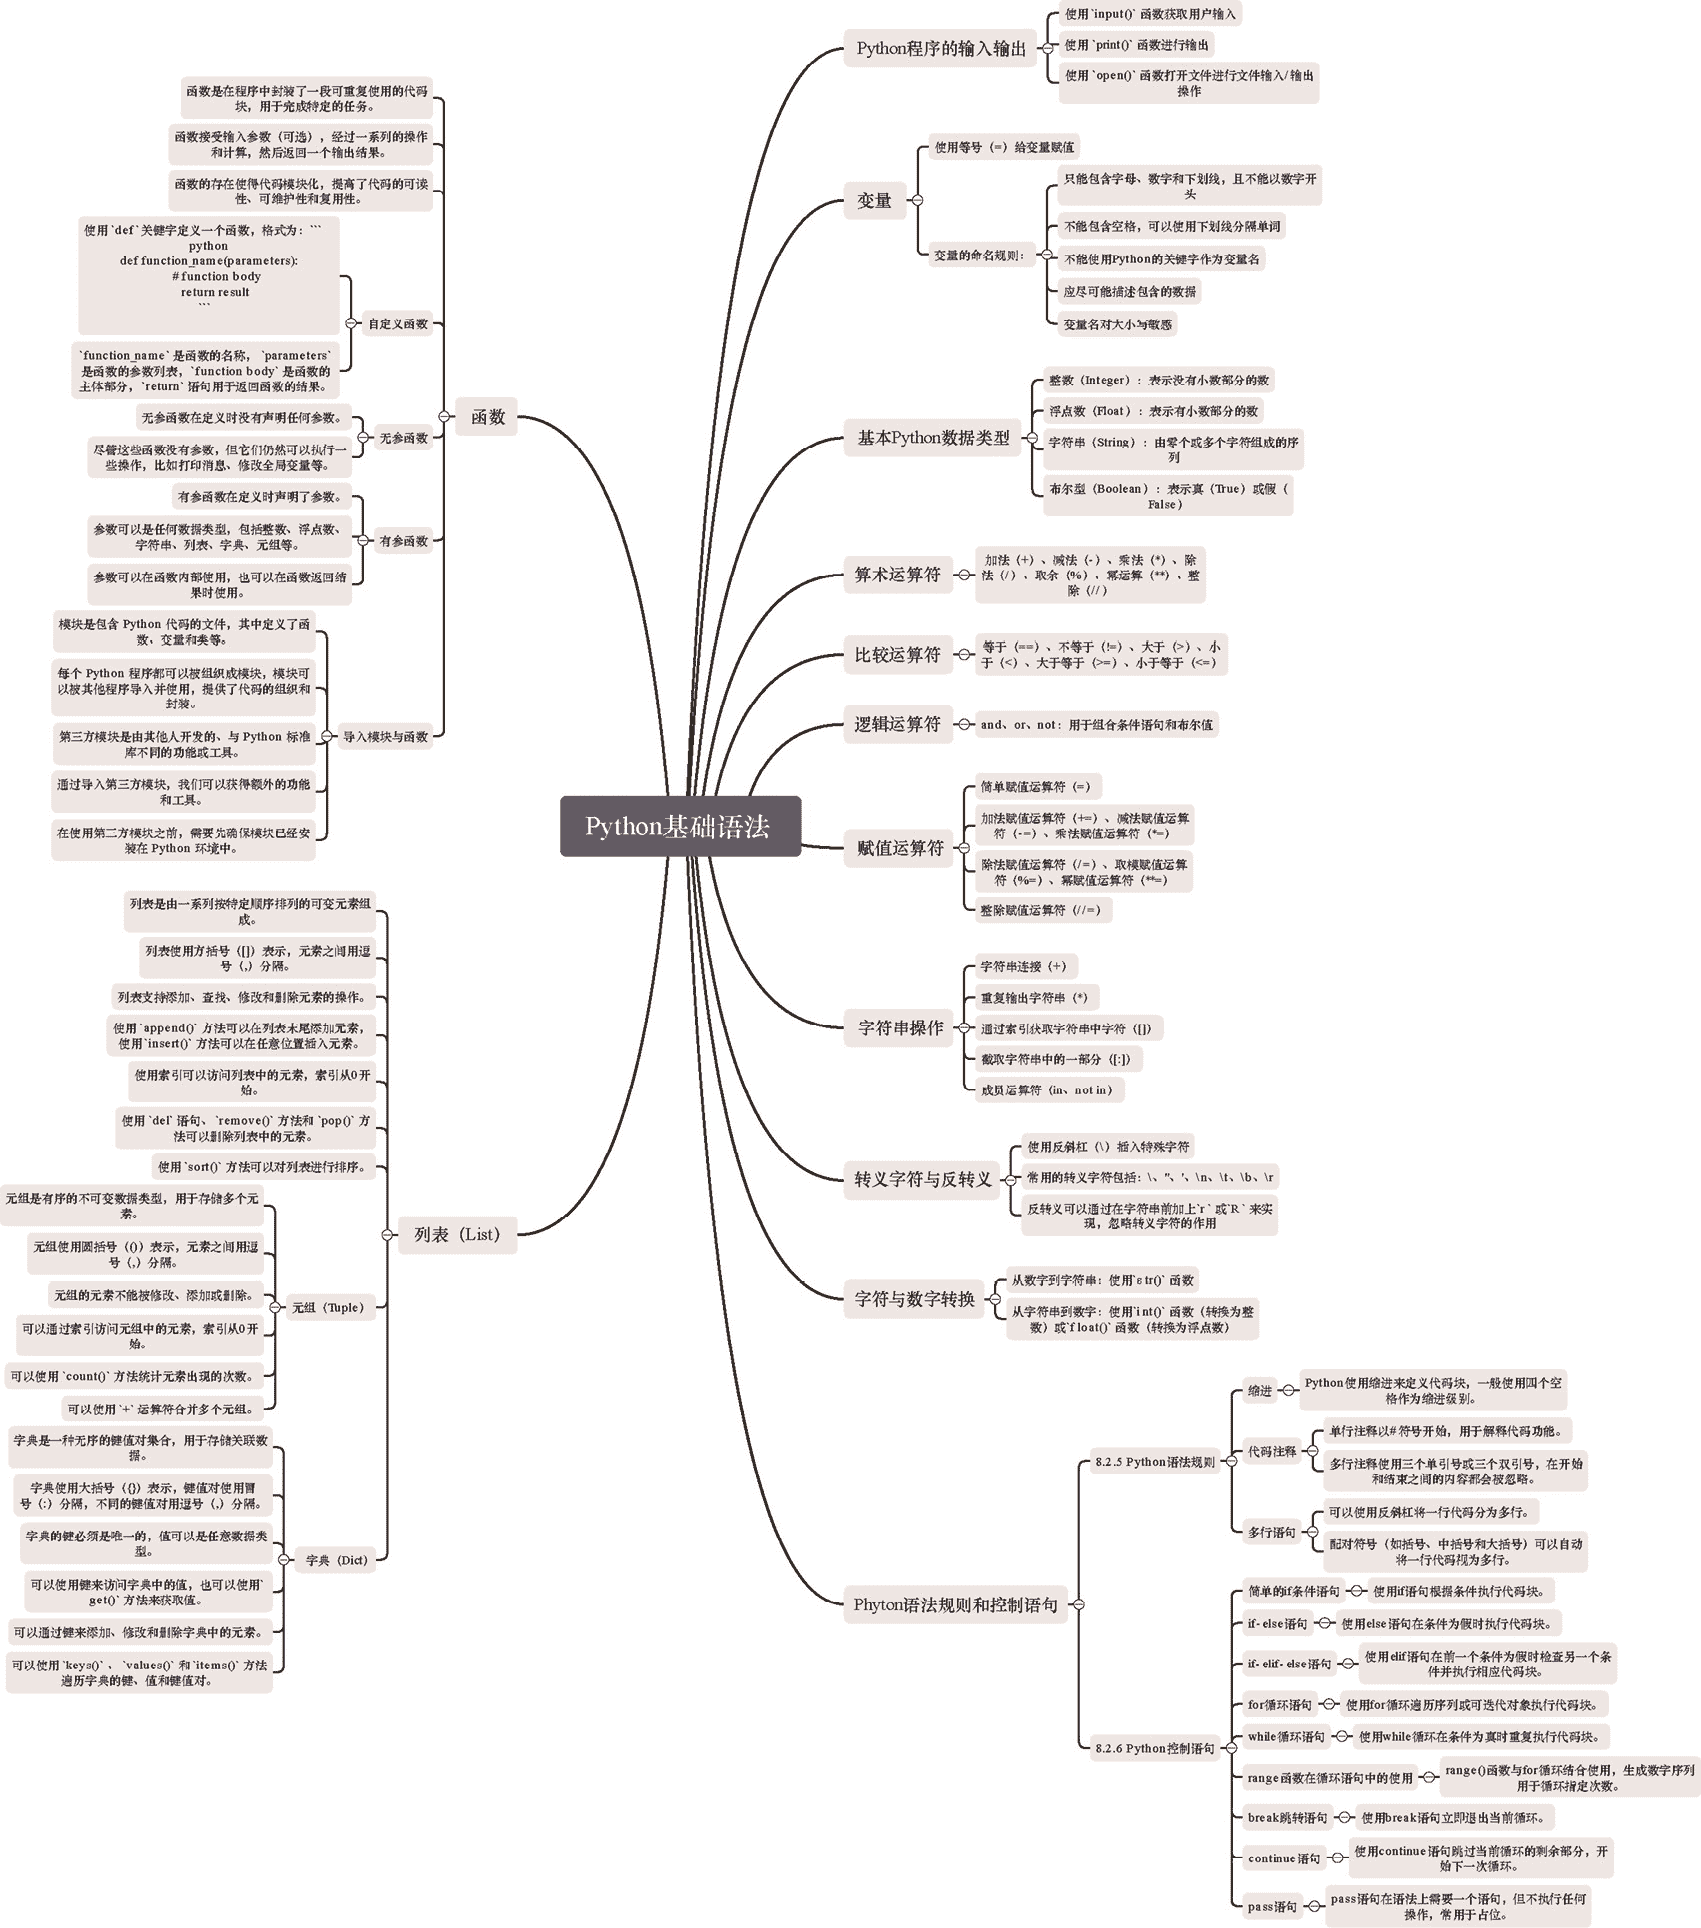 Python基础语法
Python程序的输入输出
使用 `input()` 函数获取用户输入
使用 `print()` 函数进行输出
使用 `open()` 函数打开文件进行文件输入/输出
操作
变量
使用等号（=）给变量赋值
变量的命名规则：
只能包含字母、数字和下划线，且不能以数字开
头
不能包含空格，可以使用下划线分隔单词
不能使用Python的关键字作为变量名
应尽可能描述包含的数据
变量名对大小写敏感
基本Python数据类型
整数（Integer）：表示没有小数部分的数
浮点数（Float）：表示有小数部分的数
字符串（String）：由零个或多个字符组成的序
列
布尔型（Boolean）：表示真（True）或假（
False）
算术运算符
加法（+）、减法（-）、乘法（*）、除
法（/）、取余（%）、幂运算（**）、整
除（//）
比较运算符
等于（==）、不等于（!=）、大于（>）、小
于（<）、大于等于（>=）、小于等于（<=）
逻辑运算符
and、or、not：用于组合条件语句和布尔值
赋值运算符
简单赋值运算符（=）
加法赋值运算符（+=）、减法赋值运算
符（-=）、乘法赋值运算符（*=）
除法赋值运算符（/=）、取模赋值运算
符（%=）、幂赋值运算符（**=）
整除赋值运算符（//=）
字符串操作
字符串连接（+）
重复输出字符串（*）
通过索引获取字符串中字符（[]）
截取字符串中的一部分（[:]）
成员运算符（in、not in）
转义字符与反转义
使用反斜杠（\）插入特殊字符
常用的转义字符包括：\、"、'、\n、\t、\b、\r
反转义可以通过在字符串前加上`r` 或`R` 来实
现，忽略转义字符的作用
字符与数字转换
从数字到字符串：使用`str()` 函数
从字符串到数字：使用`int()` 函数（转换为整
数）或`float()` 函数（转换为浮点数）
Phyton语法规则和控制语句
8.2.5 Python语法规则
缩进
Python使用缩进来定义代码块，一般使用四个空
格作为缩进级别。
代码注释
单行注释以# 符号开始，用于解释代码功能。
多行注释使用三个单引号或三个双引号，在开始
和结束之间的内容都会被忽略。
多行语句
可以使用反斜杠将一行代码分为多行。
配对符号（如括号、中括号和大括号）可以自动
将一行代码视为多行。
8.2.6 Python控制语句
简单的if条件语句
使用if语句根据条件执行代码块。
if-else语句
使用else语句在条件为假时执行代码块。
if-elif-else语句
使用elif语句在前一个条件为假时检查另一个条
件并执行相应代码块。
for循环语句
使用for循环遍历序列或可迭代对象执行代码块。
while循环语句
使用while循环在条件为真时重复执行代码块。
range函数在循环语句中的使用
range()函数与for循环结合使用，生成数字序列
用于循环指定次数。
break跳转语句
使用break语句立即退出当前循环。
continue语句
使用continue语句跳过当前循环的剩余部分，开
始下一次循环。
pass语句
pass语句在语法上需要一个语句，但不执行任何
操作，常用于占位。
函数
函数是在程序中封装了一段可重复使用的代码
块，用于完成特定的任务。
函数接受输入参数（可选），经过一系列的操作
和计算，然后返回一个输出结果。
函数的存在使得代码模块化，提高了代码的可读
性、可维护性和复用性。
自定义函数
使用 `def` 关键字定义一个函数，格式为：```
python
def function_name(parameters):
# function body
return result
```
`function_name` 是函数的名称， `parameters`
是函数的参数列表，`function body` 是函数的
主体部分，`return` 语句用于返回函数的结果。
无参函数
无参函数在定义时没有声明任何参数。
尽管这些函数没有参数，但它们仍然可以执行一
些操作，比如打印消息、修改全局变量等。
有参函数
有参函数在定义时声明了参数。
参数可以是任何数据类型，包括整数、浮点数、
字符串、列表、字典、元组等。
参数可以在函数内部使用，也可以在函数返回结
果时使用。
导入模块与函数
模块是包含 Python 代码的文件，其中定义了函
数、变量和类等。
每个 Python 程序都可以被组织成模块，模块可
以被其他程序导入并使用，提供了代码的组织和
封装。
第三方模块是由其他人开发的、与 Python 标准
库不同的功能或工具。
通过导入第三方模块，我们可以获得额外的功能
和工具。
在使用第三方模块之前，需要先确保模块已经安
装在 Python 环境中。
列表（List）
列表是由一系列按特定顺序排列的可变元素组
成。
列表使用方括号（[]）表示，元素之间用逗
号（,）分隔。
列表支持添加、查找、修改和删除元素的操作。
使用 `append()` 方法可以在列表末尾添加元素，
使用 `insert()` 方法可以在任意位置插入元素。
使用索引可以访问列表中的元素，索引从0开
始。
使用 `del` 语句、 `remove()` 方法和 `pop()` 方
法可以删除列表中的元素。
使用 `sort()` 方法可以对列表进行排序。
元组（Tuple）
元组是有序的不可变数据类型，用于存储多个元
素。
元组使用圆括号（()）表示，元素之间用逗
号（,）分隔。
元组的元素不能被修改、添加或删除。
可以通过索引访问元组中的元素，索引从0开
始。
可以使用 `count()` 方法统计元素出现的次数。
可以使用 `+` 运算符合并多个元组。
字典（Dict）
字典是一种无序的键值对集合，用于存储关联数
据。
字典使用大括号（{}）表示，键值对使用冒
号（:）分隔，不同的键值对用逗号（,）分隔。
字典的键必须是唯一的，值可以是任意数据类
型。
可以使用键来访问字典中的值，也可以使用`
get()` 方法来获取值。
可以通过键来添加、修改和删除字典中的元素。
可以使用 `keys()` 、 `values()` 和 `items()` 方法
遍历字典的键、值和键值对。